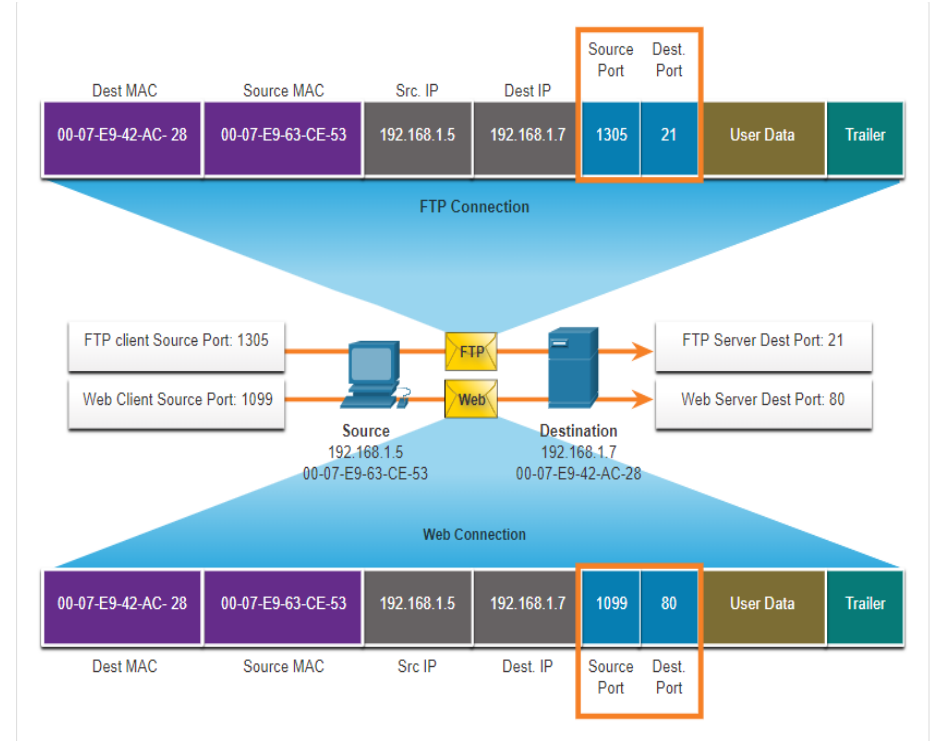 Source Dest.
Port Port
Dest MAC Source MAC Src. IP Dest IP
00-07-E9-42-AC- 28 00-07-E9-63-CE-53 192.168.1.5 192.168.1.7 1305 21 User Data Trailer
FTP Connection
FTP client Source Port: 1305 FTP FTP Server Dest Port: 21
Web Client Source Port: 1099 Web Web Server Dest Port: 80
Source Destination
192.168.1.5 192.168.1.7
00-07-E9-63-CE-53 00-07-E9-42-AC-28
Web Connection
00-07-E9-42-AC- 28 00-07-E9-63-CE-53 192.168.1.5 192.168.1.7 1099 80 User Data Trailer
Dest MAC Source MAC Src IP Dest. IP Source Dest.
Port Port